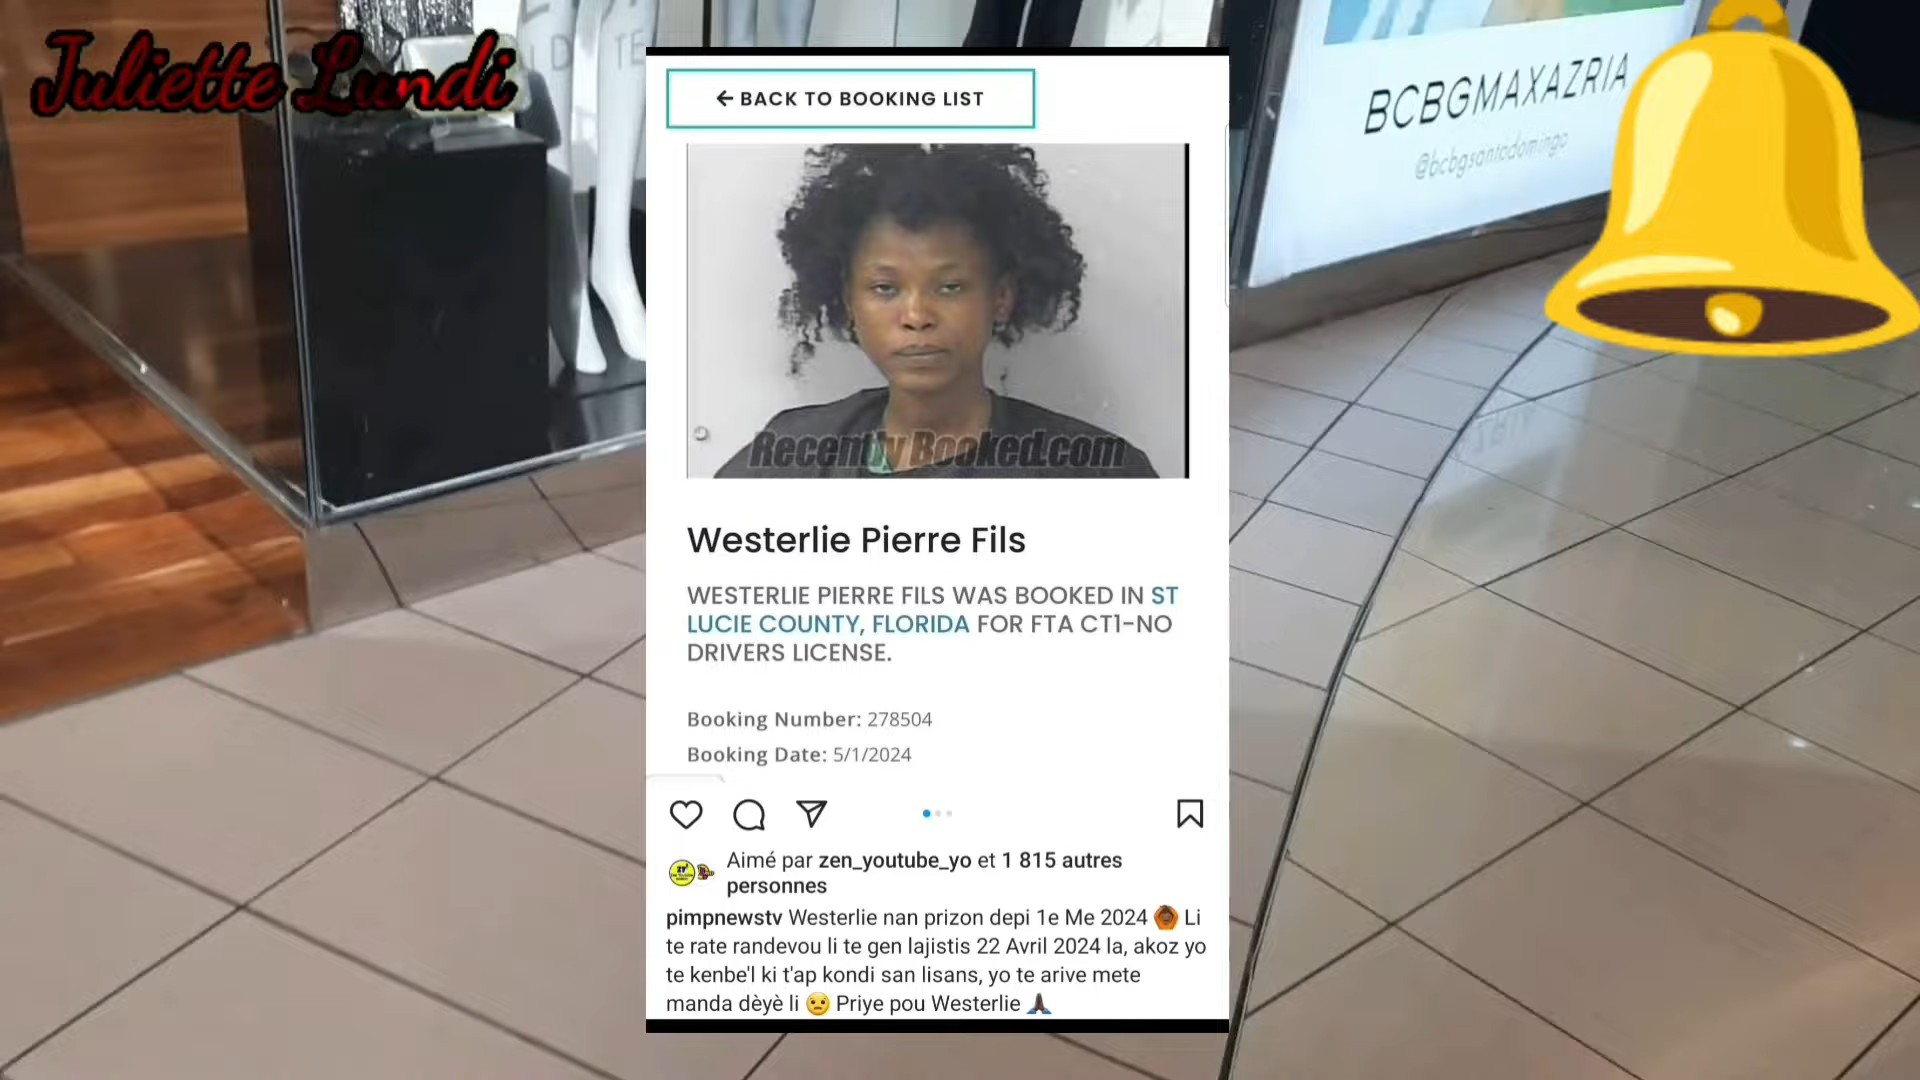 Juliette Lundi
BCBGMAXAZRIA
@bcbgsantodomingo
← BACK TO BOOKING LIST
Recently Booked.com
Westerlie Pierre Fils
WESTERLIE PIERRE FILS WAS BOOKED IN ST
LUCIE COUNTY, FLORIDA FOR FTA CT1-NO
DRIVERS LICENSE.
Booking Number: 278504
Booking Date: 5/1/2024
Aimé par zen_youtube_yo et 1 815 autres
personnes
pimpnewstv Westerlie nan prizon depi 1e Me 2024 🙆🏾 Li
te rate randevou li te gen lajistis 22 Avril 2024 la, akoz yo
te kenbe'l ki t'ap kondi san lisans, yo te arive mete
manda dèyè li 😟 Priye pou Westerlie 🙏🏿